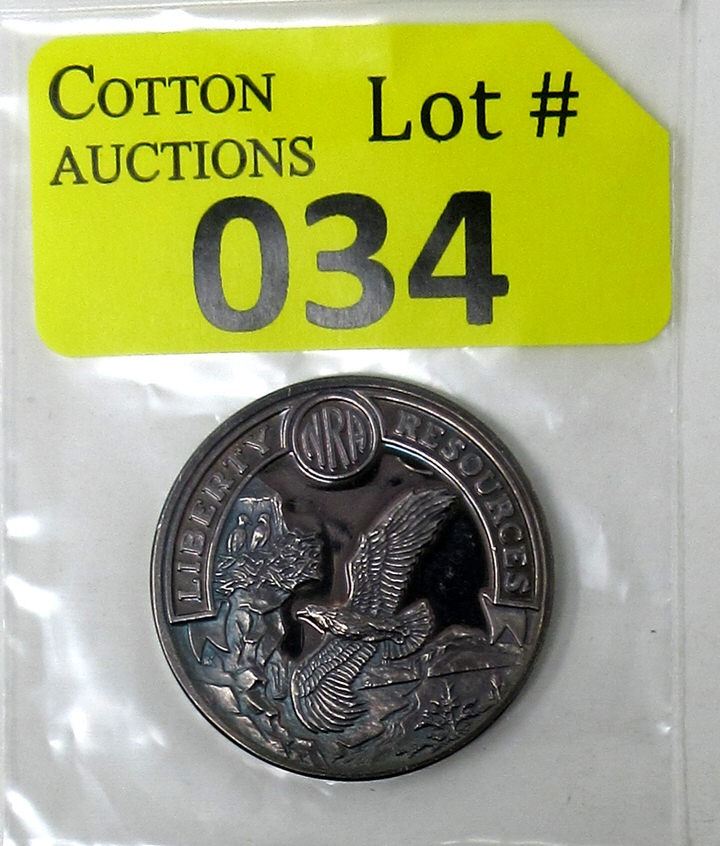 COTTON
AUCTIONS
Lot #
034
NRA
LIBERTY RESOURCES